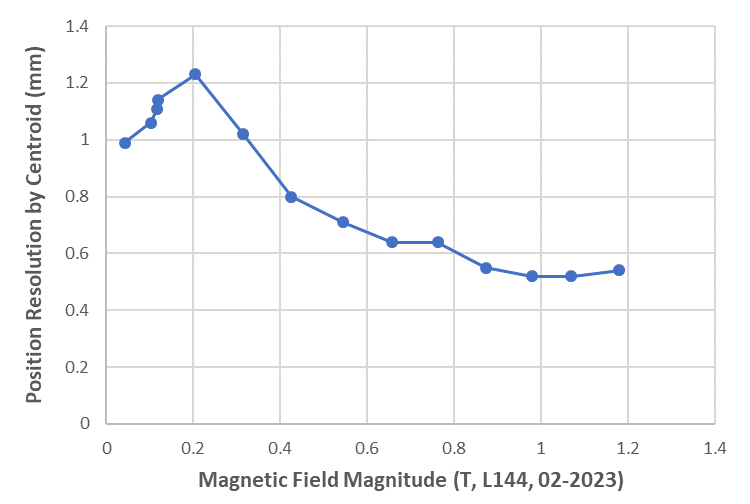 Position Resolution by Centroid (mm)
1.4
1.2
1
0.8
0.6
0.4
0.2
0
0 0.2 0.4 0.6 0.8 1 1.2 1.4
Magnetic Field Magnitude (T, L144, 02-2023)